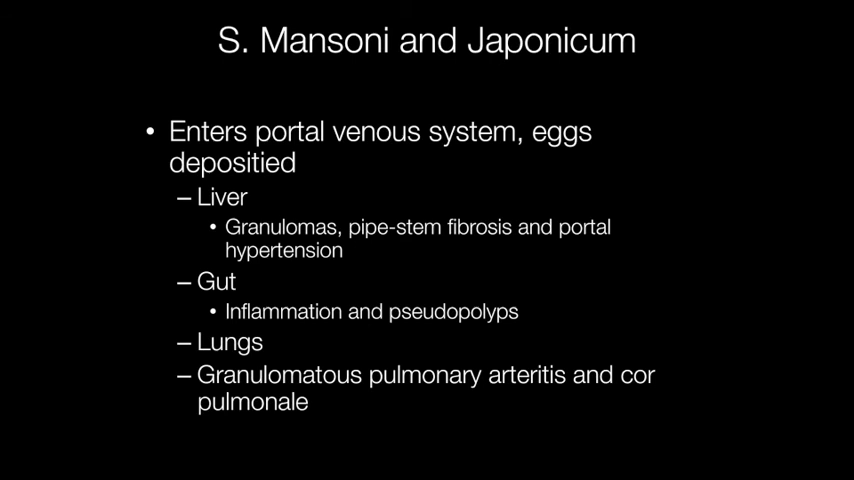 S. Mansoni and Japonicum
• Enters portal venous system, eggs
depositied
– Liver
• Granulomas, pipe-stem fibrosis and portal
hypertension
– Gut
• Inflammation and pseudopolyps
– Lungs
– Granulomatous pulmonary arteritis and cor
pulmonale